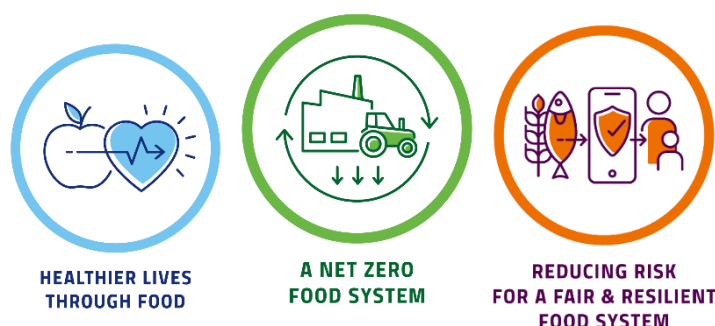 HEALTHIER LIVES
THROUGH FOOD
A NET ZERO
FOOD SYSTEM
REDUCING RISK
FOR A FAIR & RESILIENT
FOOD SYSTEM